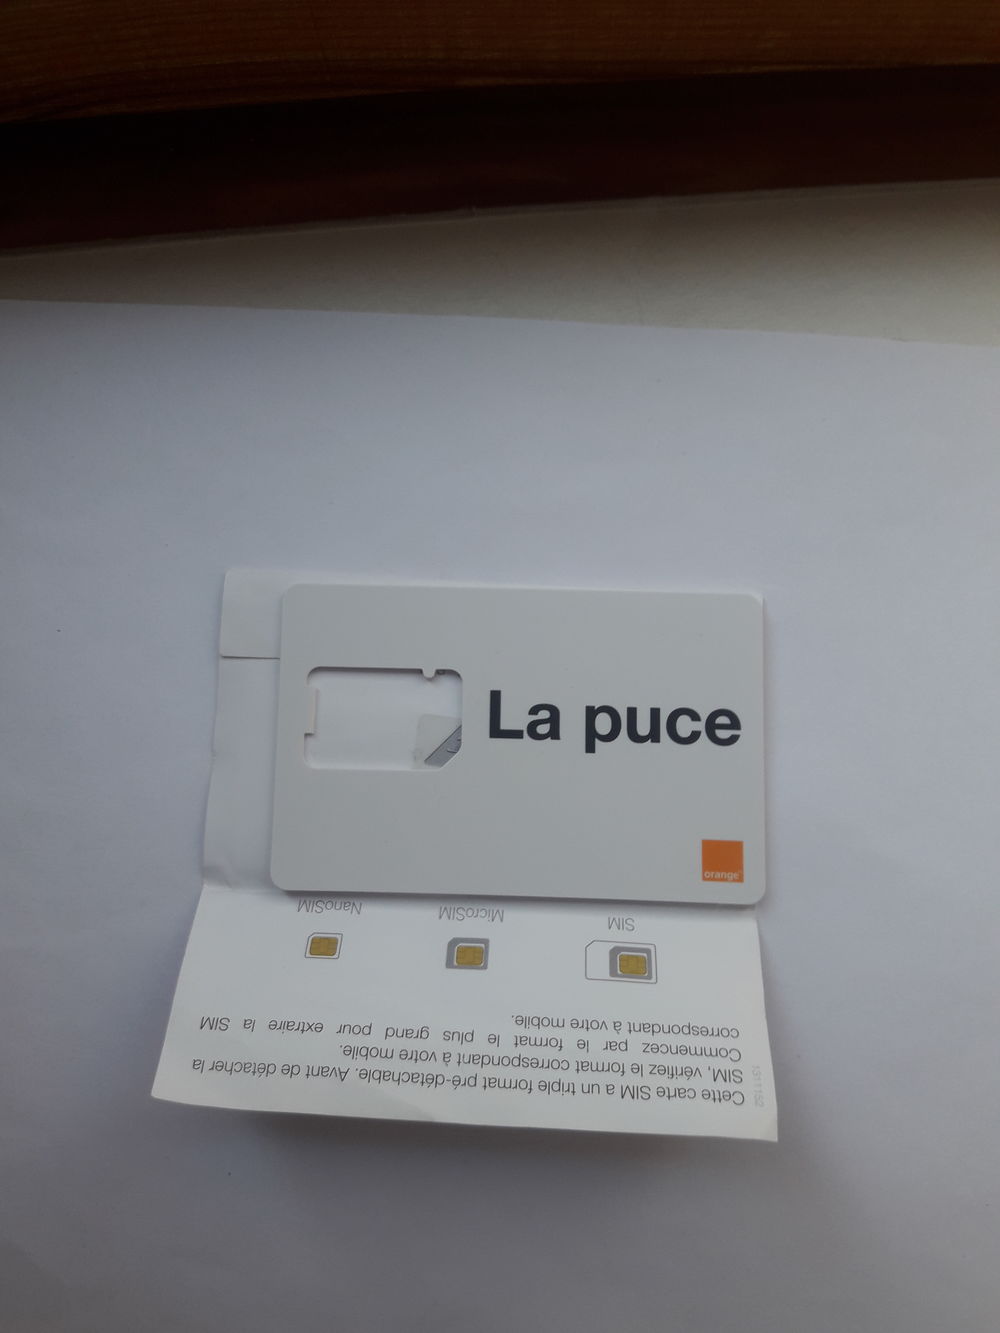 La puce
orange
SIM
MicroSIM
NanoSIM
Cette carte SIM a un triple format pré-détachable. Avant de détacher la
SIM, vérifiez le format correspondant à votre mobile.
Commencez par le format le plus grand pour extraire la SIM
correspondant à votre mobile.
1311152